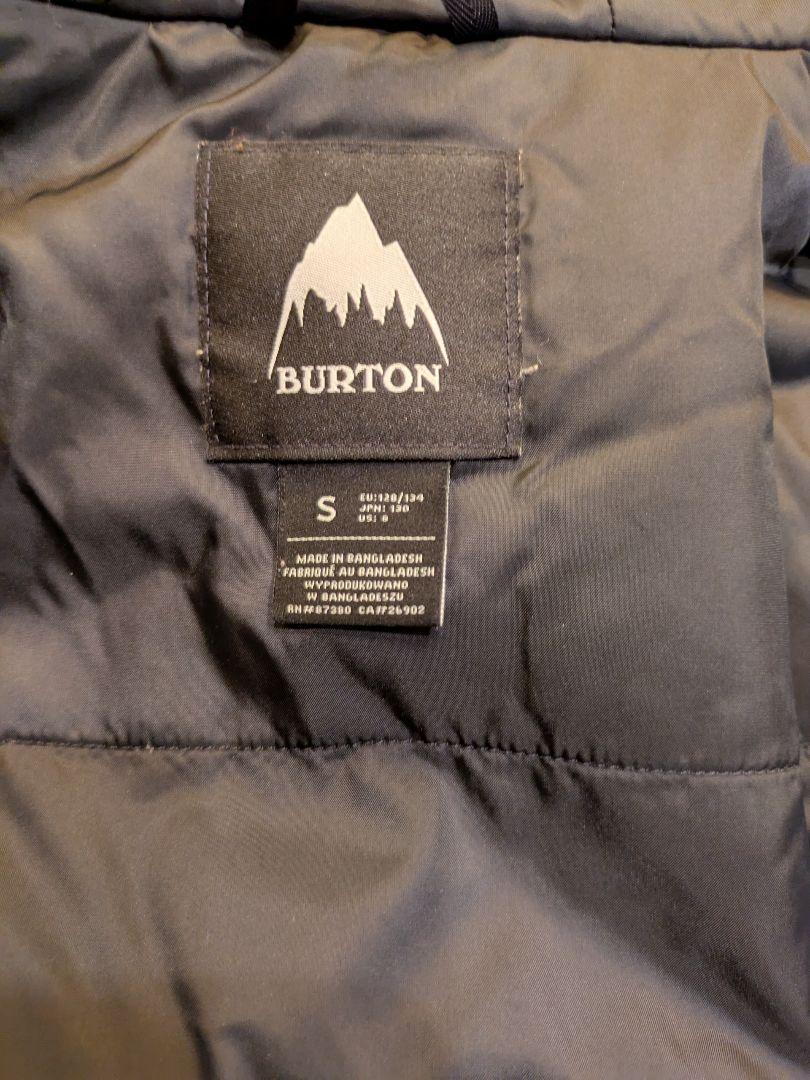 BURTON
S
EU:128/134
JPN: 130
US: 8
MADE IN BANGLADESH
FABRIQUÉ AU BANGLADESH
WYPRODUKOWANO
W BANGLADESZU
RN#87380 CA#26902